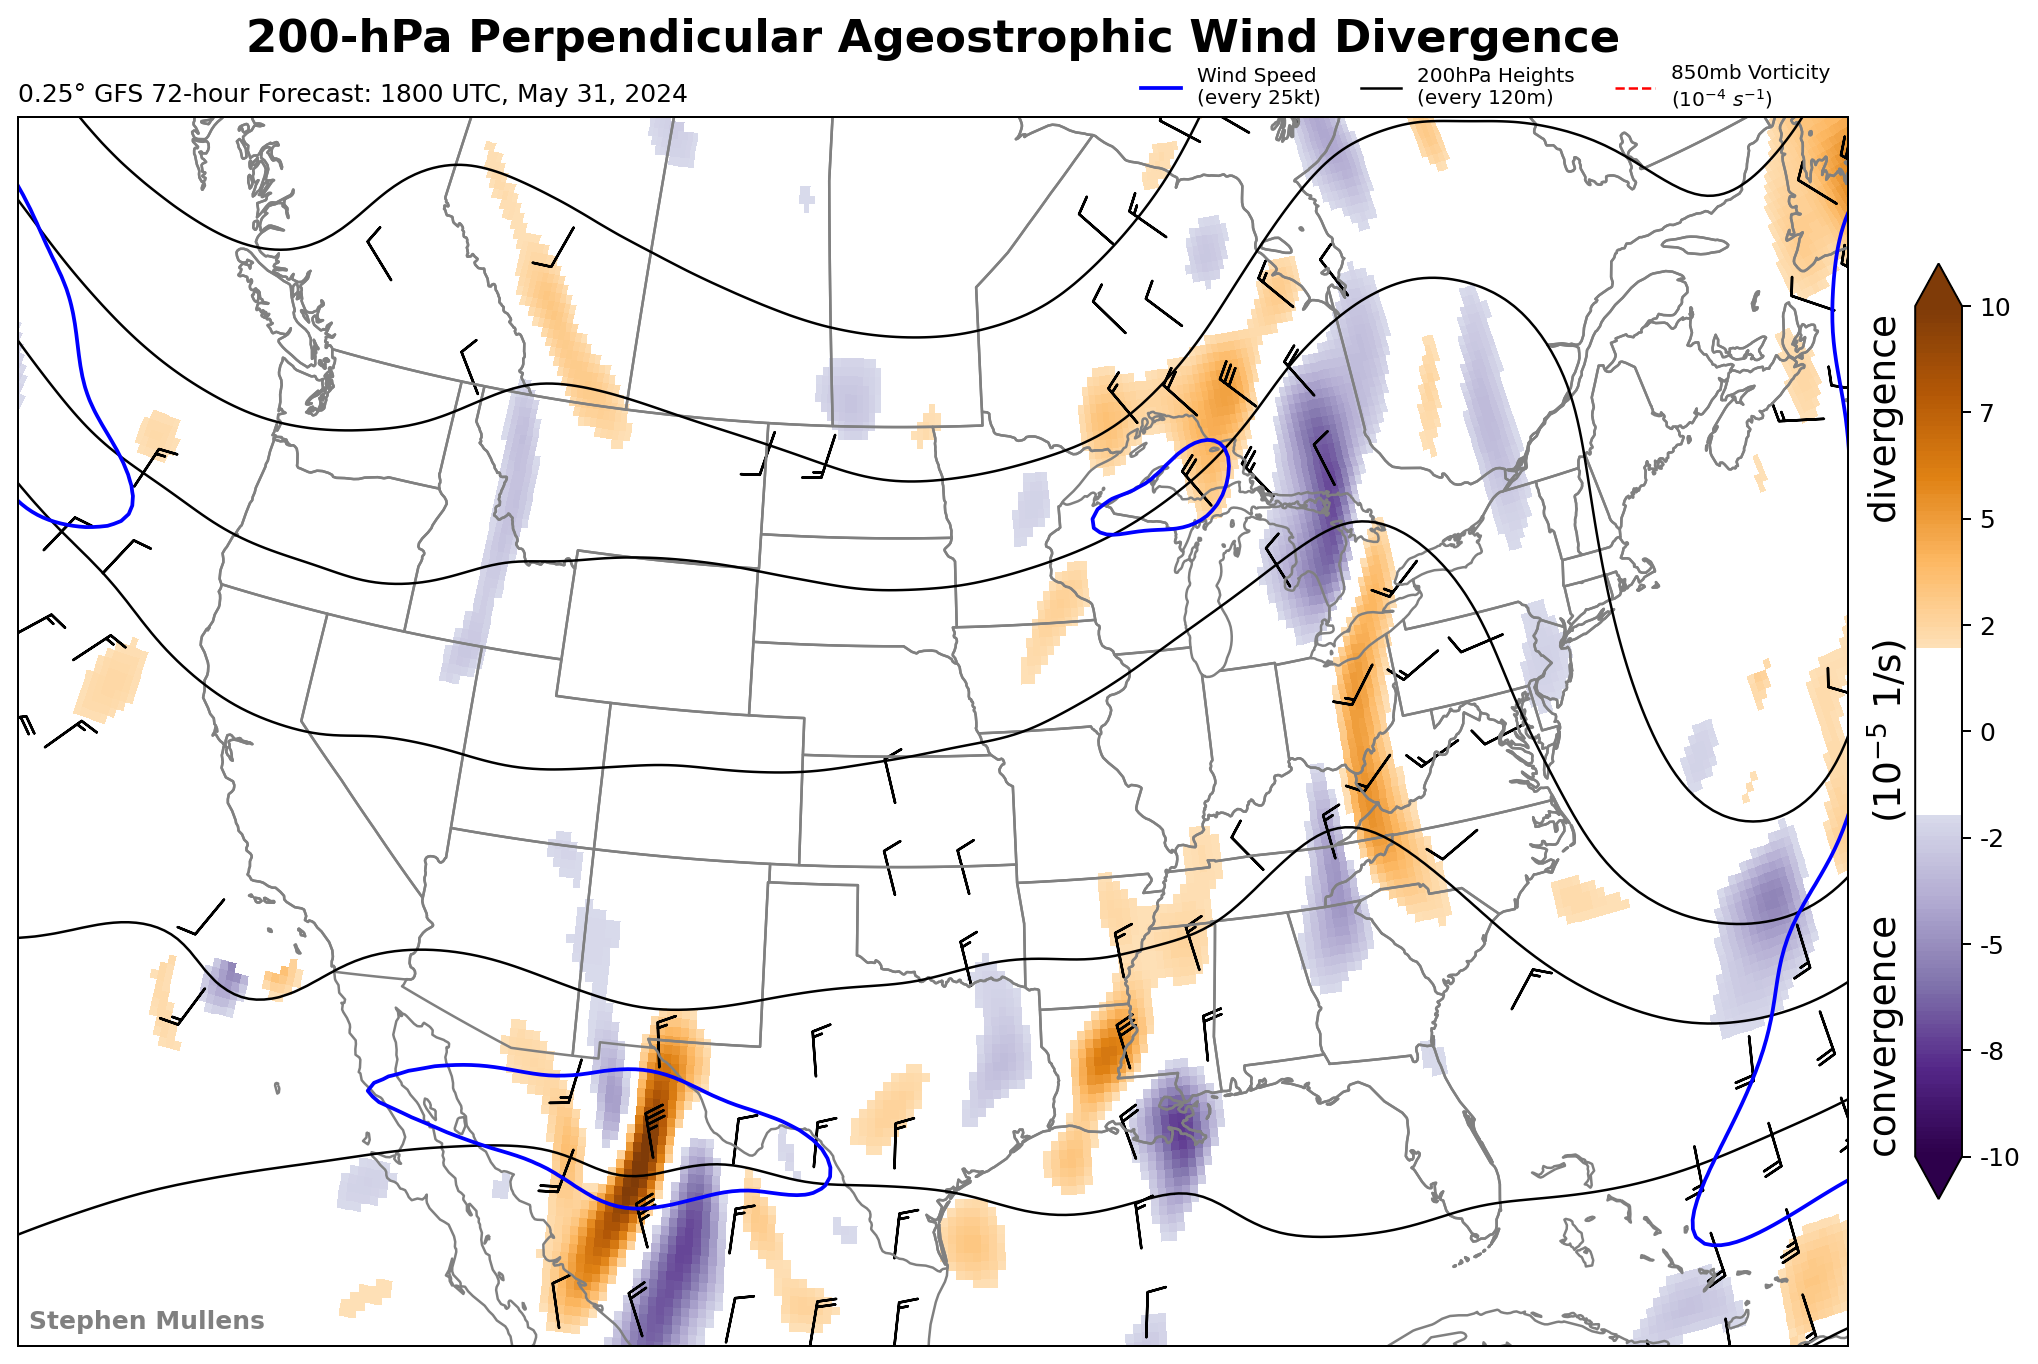 200-hPa Perpendicular Ageostrophic Wind Divergence
0.25° GFS 72-hour Forecast: 1800 UTC, May 31, 2024
Wind Speed
(every 25kt)
200hPa Heights
(every 120m)
850mb Vorticity
(10⁻⁴ s⁻¹)
10
7
5
2
0
-2
-5
-8
-10
convergence (10⁻⁵ 1/s) divergence
Stephen Mullens